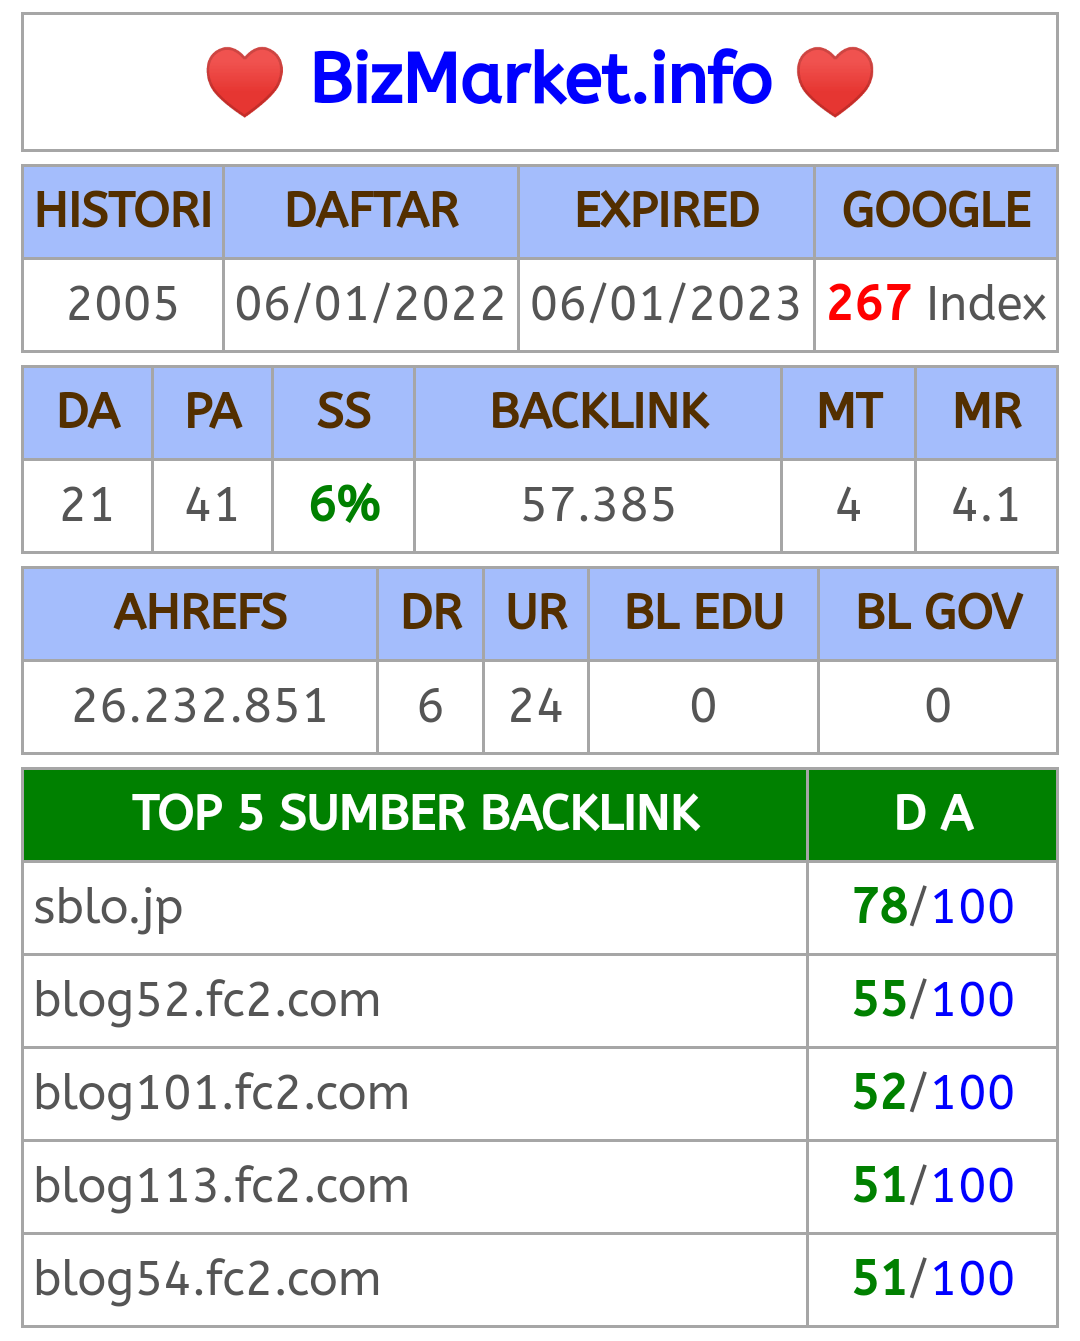 ❤️ BizMarket.info ❤️
HISTORI DAFTAR EXPIRED GOOGLE
2005 06/01/2022 06/01/2023 267 Index
DA PA SS BACKLINK MT MR
21 41 6% 57.385 4 4.1
AHREFS DR UR BL EDU BL GOV
26.232.851 6 24 0 0
TOP 5 SUMBER BACKLINK D A
sblo.jp 78/100
blog52.fc2.com 55/100
blog101.fc2.com 52/100
blog113.fc2.com 51/100
blog54.fc2.com 51/100